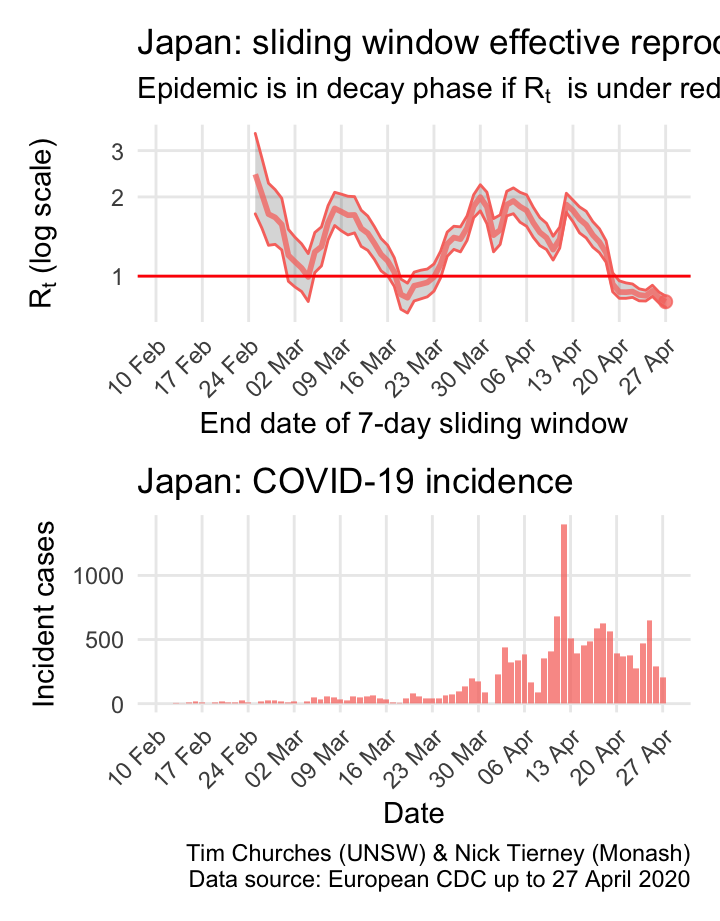 Japan: sliding window effective reproc
Epidemic is in decay phase if Rt is under red
Rt (log scale)
3
2
1
10 Feb
17 Feb
24 Feb
02 Mar
09 Mar
16 Mar
23 Mar
30 Mar
06 Apr
13 Apr
20 Apr
27 Apr
End date of 7-day sliding window
Japan: COVID-19 incidence
Incident cases
1000
500
0
10 Feb
17 Feb
24 Feb
02 Mar
09 Mar
16 Mar
23 Mar
30 Mar
06 Apr
13 Apr
20 Apr
27 Apr
Date
Tim Churches (UNSW) & Nick Tierney (Monash)
Data source: European CDC up to 27 April 2020